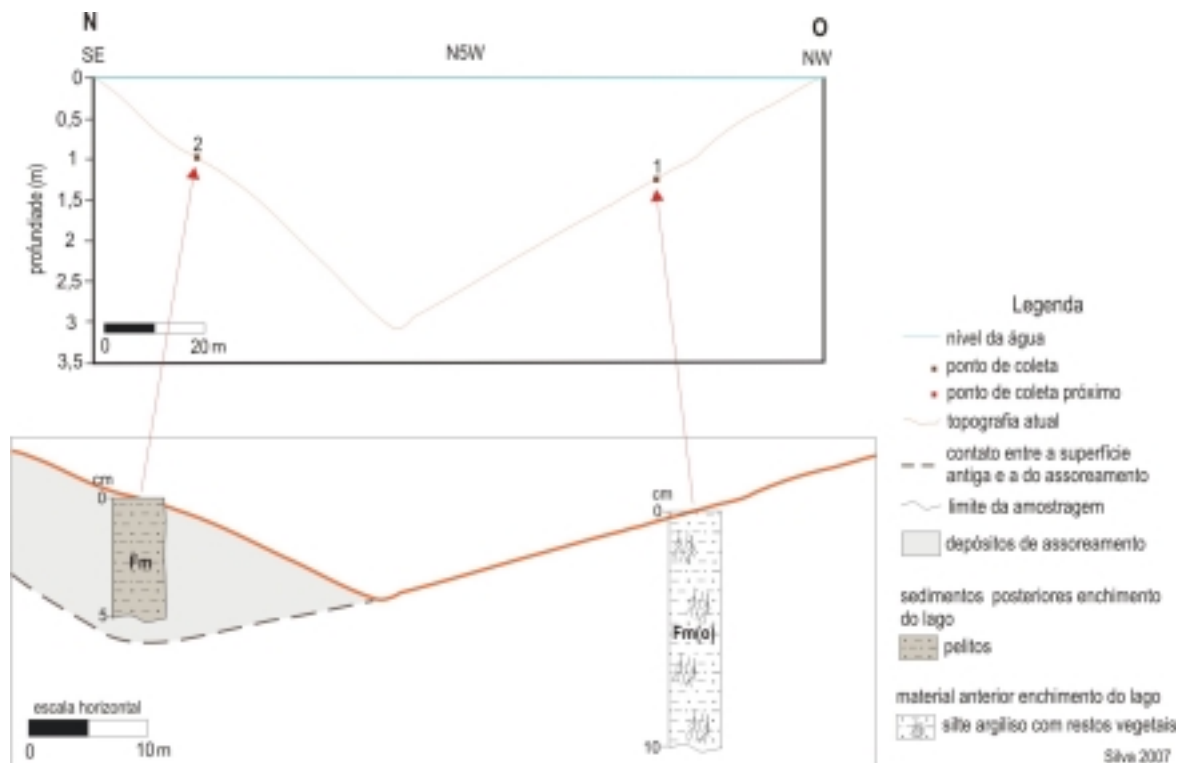 N
O
SE
N5W
NW
0
0,5
1
1,5
2
2,5
3
3,5
profundiade (m)
2
1
0 20 m
cm
0
Fm
5
cm
0
Fm(o)
10
escala horizontal
0 10 m
Legenda
nível da água
ponto de coleta
ponto de coleta próximo
topografia atual
contato entre a superfície
antiga e a do assoreamento
limite da amostragem
depósitos de assoreamento
sedimentos posteriores enchimento
do lago
pelitos
material anterior enchimento do lago
silte argiliso com restos vegetais
Silva 2007